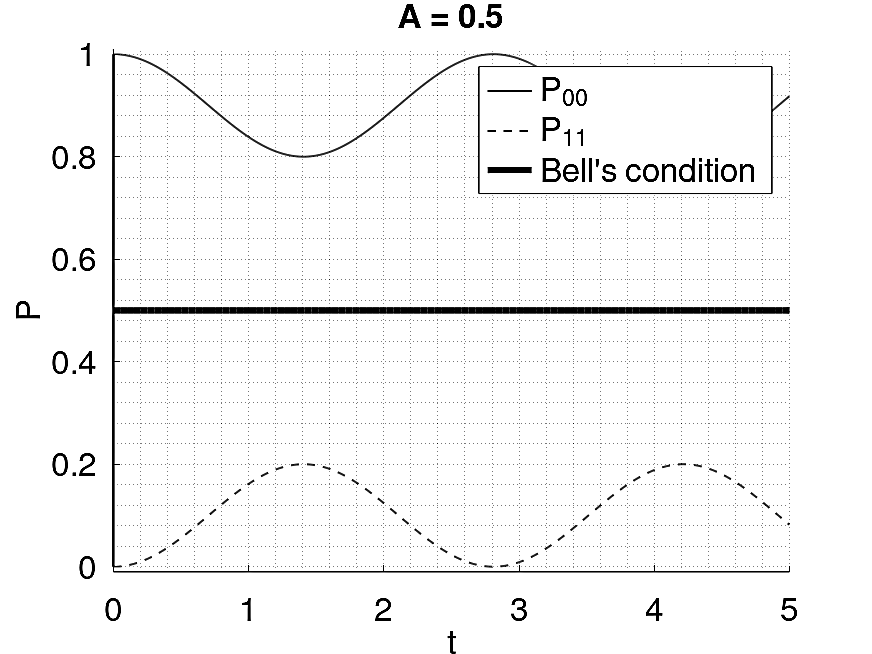 A = 0.5
1
0.8
0.6
0.4
0.2
0
P
P₀₀
P₁₁
Bell's condition
0 1 2 3 4 5
t